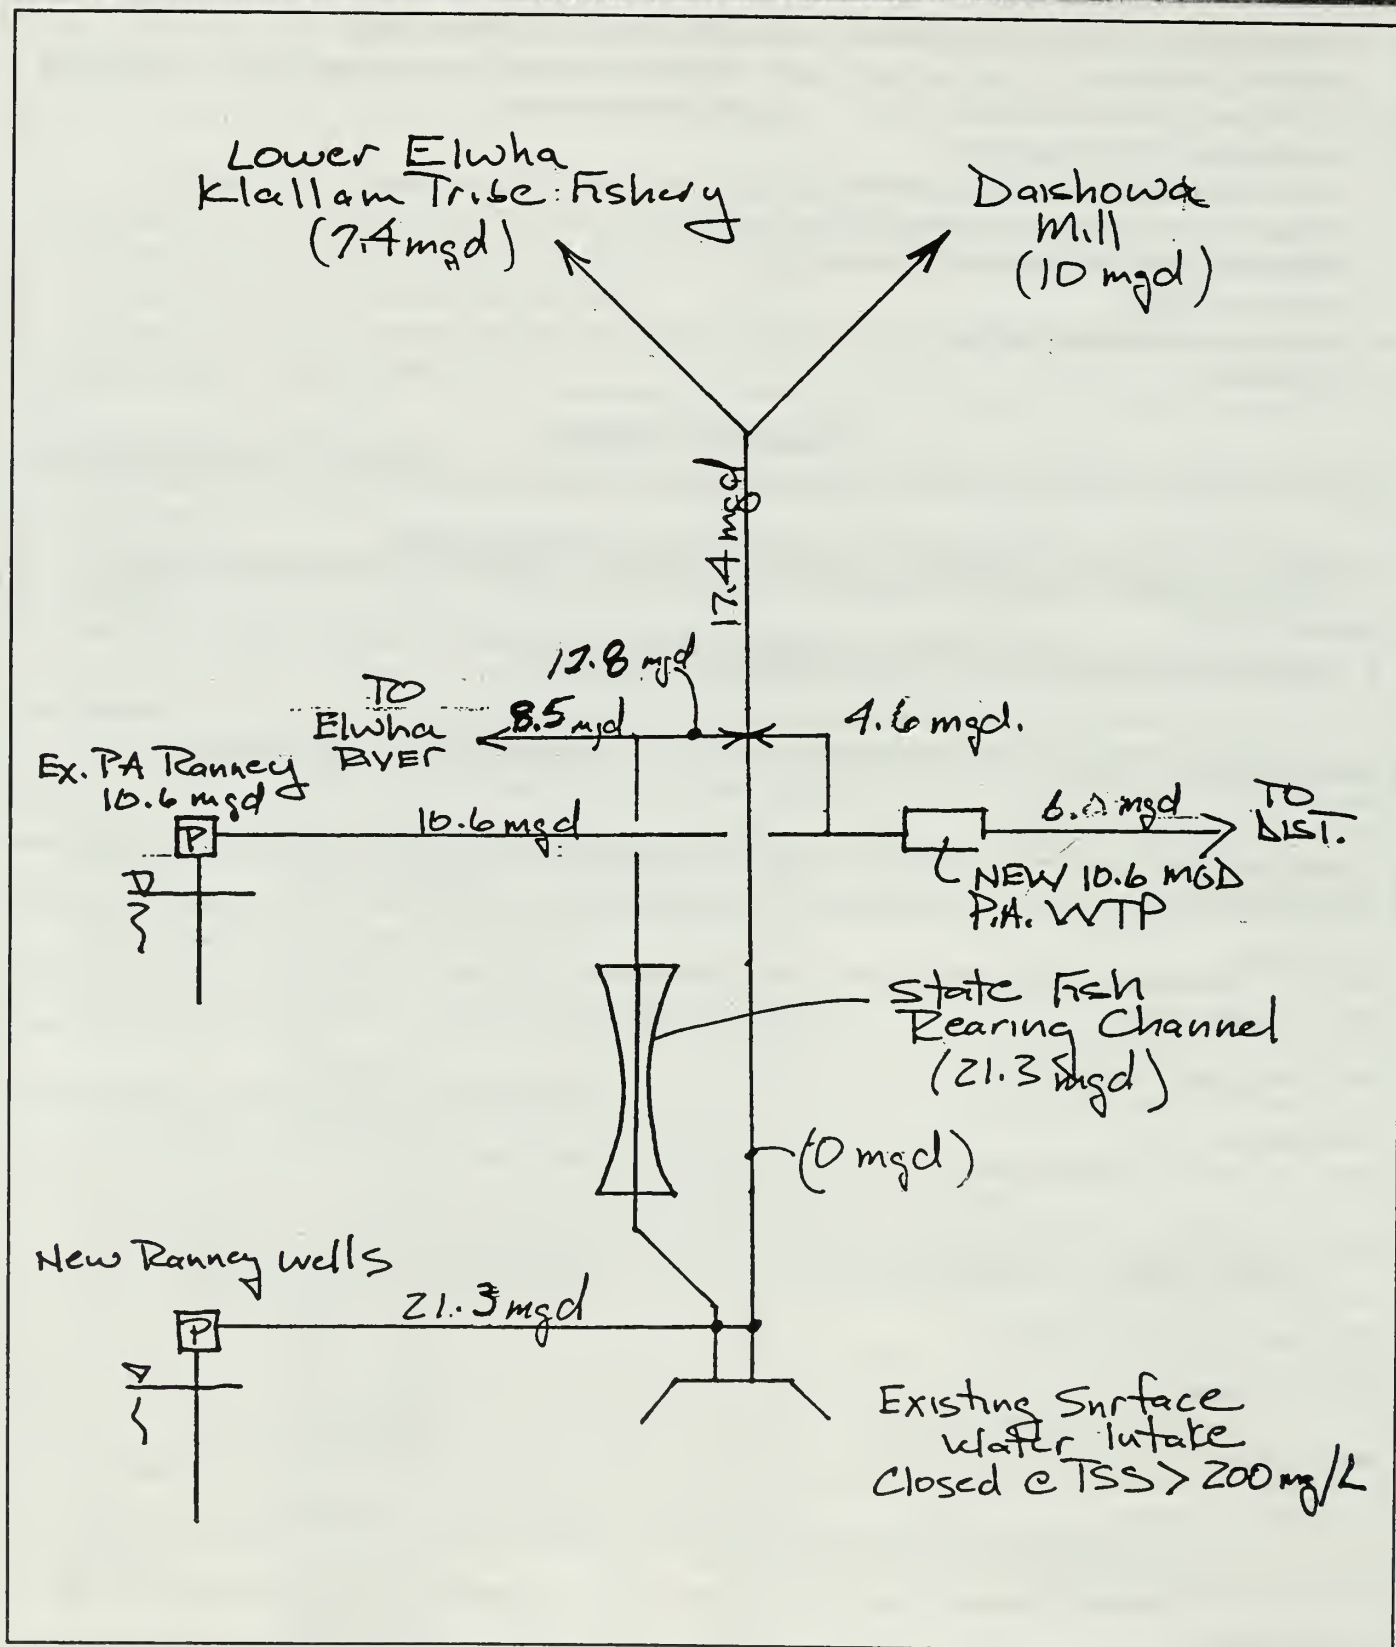 Lower Elwha
Klallam Tribe Fishery
(7.4 mgd)
Daishowa
Mill
(10 mgd)
17.4 mgd
12.8 mgd
TO
Elwha
RIVER
8.5 mgd
4.6 mgd.
Ex. PA Ranney
10.6 mgd
P
10.6 mgd
6.0 mgd
TO
DIST.
NEW 10.6 MGD
P.A. WTP
State Fish
Rearing Channel
(21.3 mgd)
(0 mgd)
New Ranney wells
P
21.3 mgd
Existing Surface
Water Intake
Closed @ TSS > 200 mg/L